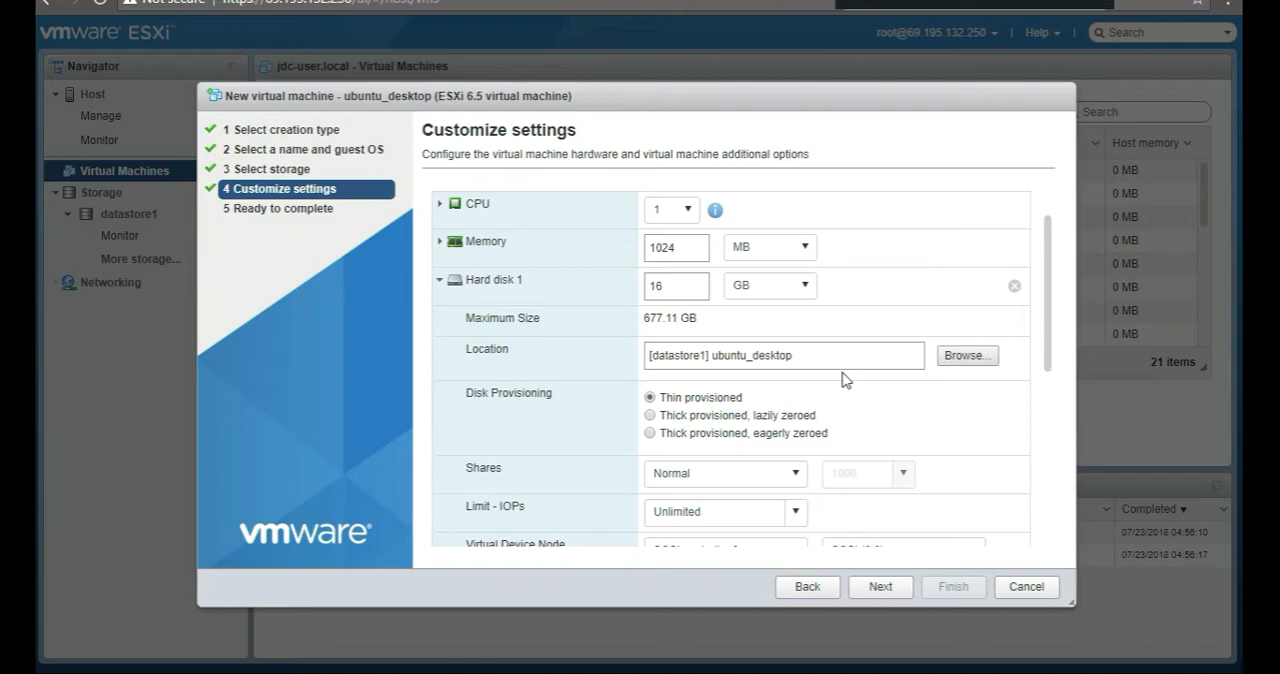 Not secure
vmware ESXi™
root@69.195.132.250
Help
Search
Navigator
jdc-user.local - Virtual Machines
Host
Manage
Monitor
Virtual Machines
Storage
datastore1
Monitor
More storage...
Networking
Search
Host memory
0 MB
0 MB
0 MB
0 MB
0 MB
0 MB
0 MB
0 MB
21 items
Completed
07/23/2018 04:56:10
07/23/2018 04:56:17
New virtual machine - ubuntu_desktop (ESXi 6.5 virtual machine)
1 Select creation type
2 Select a name and guest OS
3 Select storage
4 Customize settings
5 Ready to complete
vmware®
Customize settings
Configure the virtual machine hardware and virtual machine additional options
CPU 1
Memory 1024 MB
Hard disk 1 16 GB
Maximum Size 677.11 GB
Location [datastore1] ubuntu_desktop Browse...
Disk Provisioning Thin provisioned
Thick provisioned, lazily zeroed
Thick provisioned, eagerly zeroed
Shares Normal 1000
Limit - IOPs Unlimited
Virtual Device Node
Back Next Finish Cancel